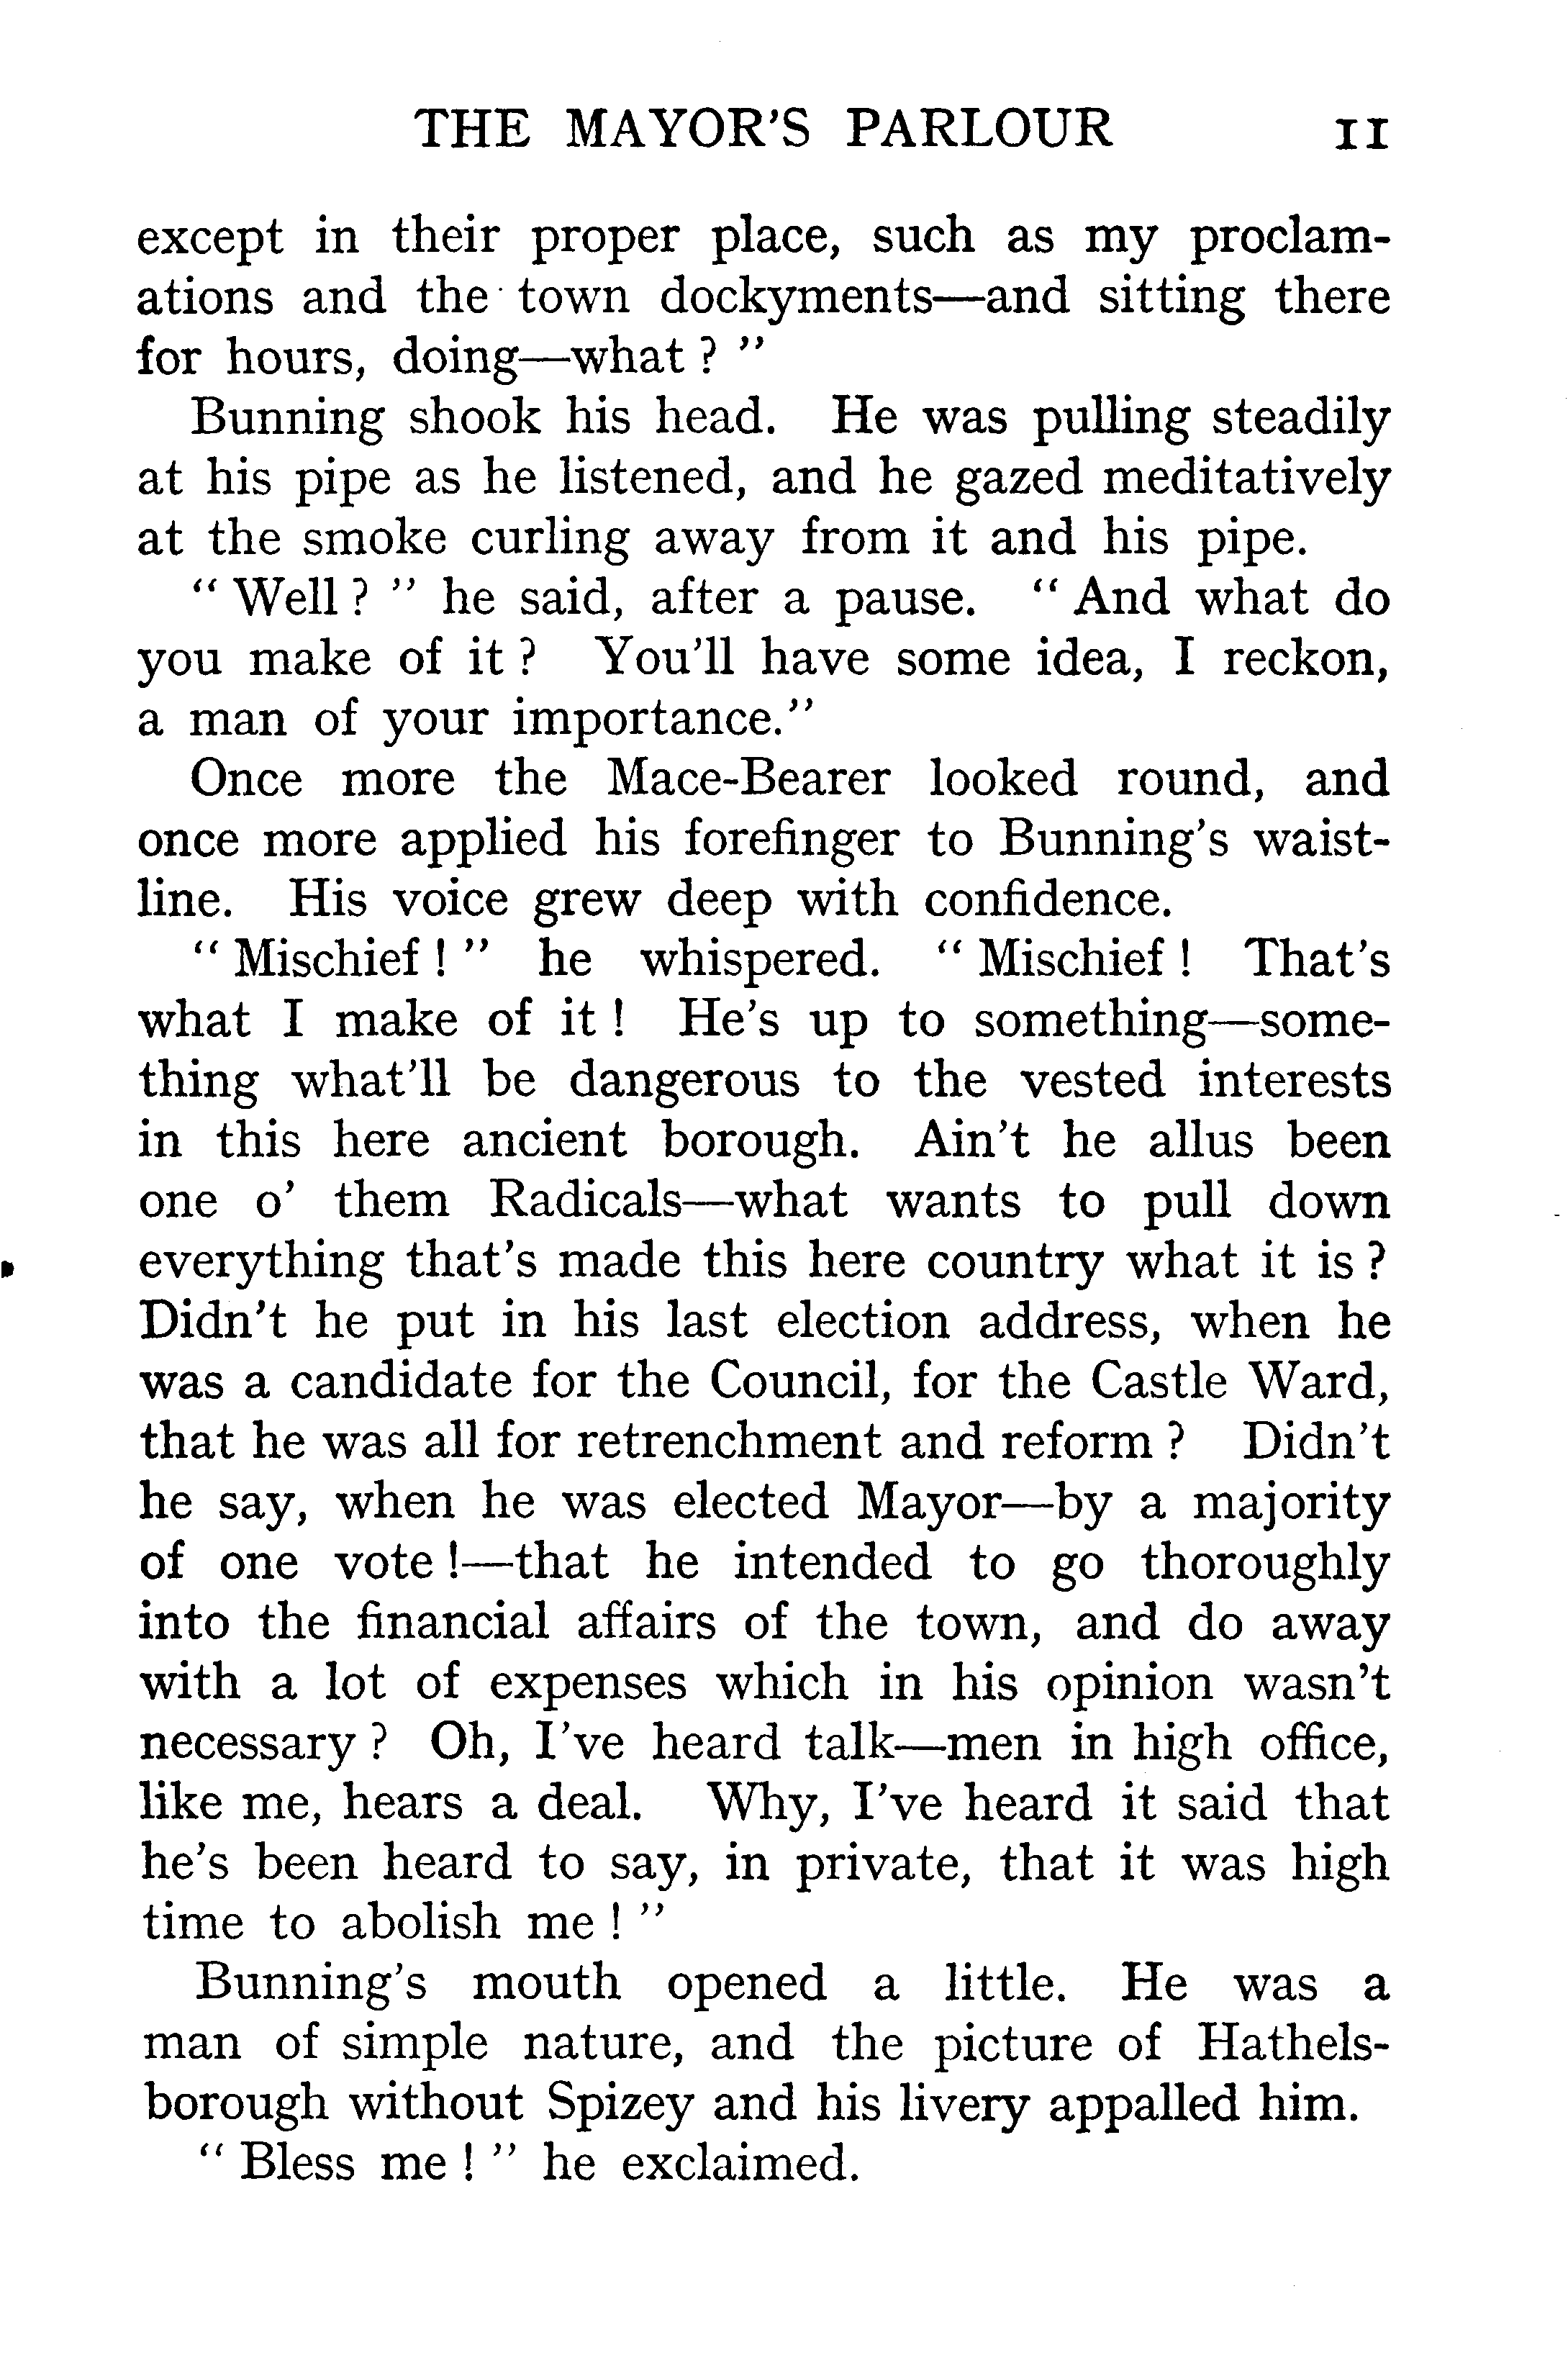 THE MAYOR'S PARLOUR 11
except in their proper place, such as my proclam-
ations and the town dockyments—and sitting there
for hours, doing—what ? "
Bunning shook his head. He was pulling steadily
at his pipe as he listened, and he gazed meditatively
at the smoke curling away from it and his pipe.
" Well ? " he said, after a pause. " And what do
you make of it ? You'll have some idea, I reckon,
a man of your importance."
Once more the Mace-Bearer looked round, and
once more applied his forefinger to Bunning's waist-
line. His voice grew deep with confidence.
" Mischief ! " he whispered. " Mischief ! That's
what I make of it ! He's up to something—some-
thing what'll be dangerous to the vested interests
in this here ancient borough. Ain't he allus been
one o' them Radicals—what wants to pull down
everything that's made this here country what it is ?
Didn't he put in his last election address, when he
was a candidate for the Council, for the Castle Ward,
that he was all for retrenchment and reform ? Didn't
he say, when he was elected Mayor—by a majority
of one vote !—that he intended to go thoroughly
into the financial affairs of the town, and do away
with a lot of expenses which in his opinion wasn't
necessary ? Oh, I've heard talk—men in high office,
like me, hears a deal. Why, I've heard it said that
he's been heard to say, in private, that it was high
time to abolish me ! "
Bunning's mouth opened a little. He was a
man of simple nature, and the picture of Hathels-
borough without Spizey and his livery appalled him.
" Bless me ! " he exclaimed.